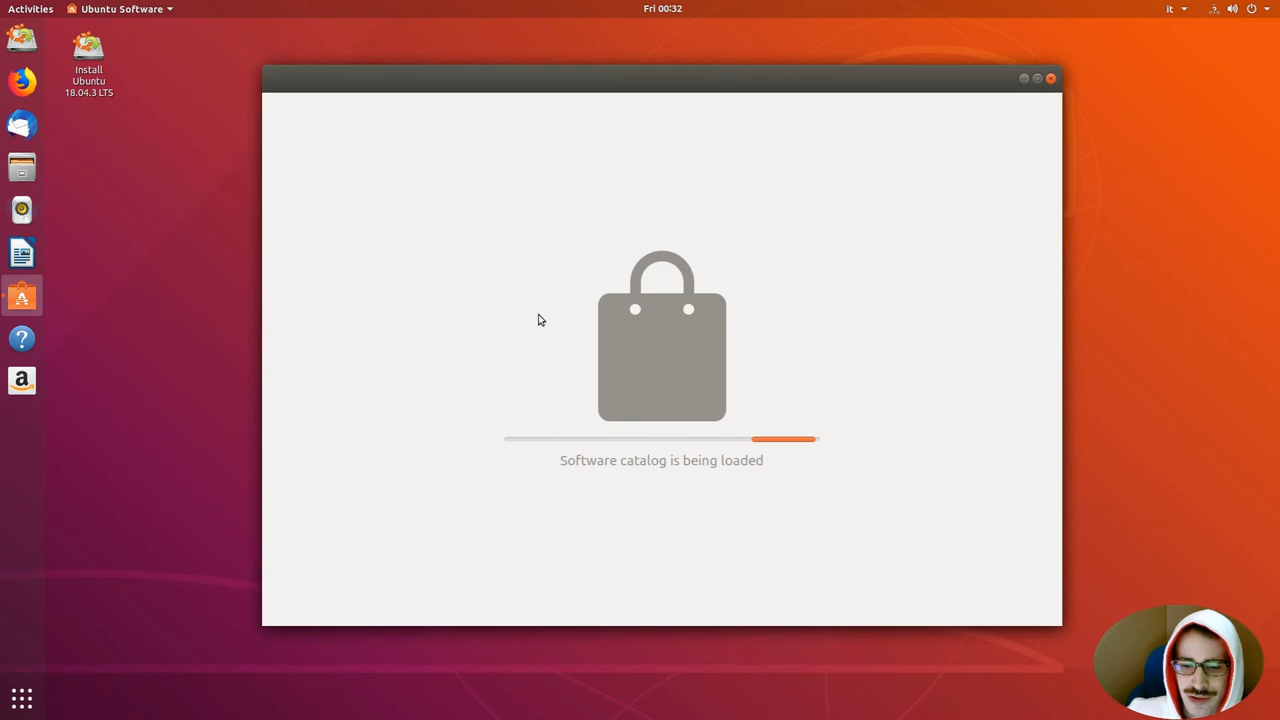 Activities
Ubuntu Software
Fri 00:32
it
Install
Ubuntu
18.04.3 LTS
Software catalog is being loaded